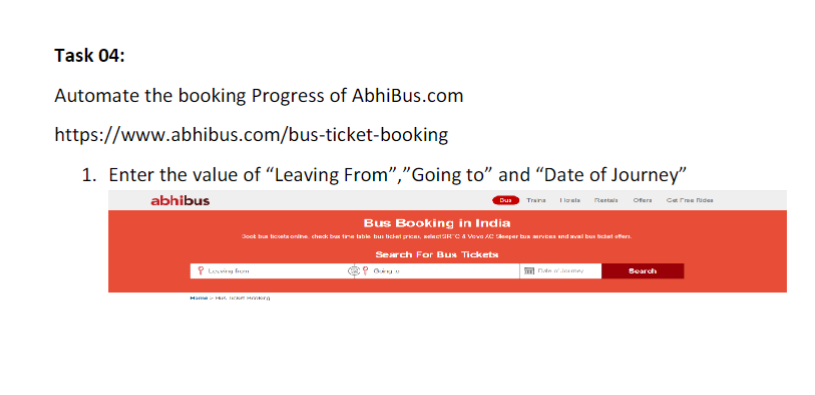 Task 04:
Automate the booking Progress of AbhiBus.com
https://www.abhibus.com/bus-ticket-booking
1. Enter the value of “Leaving From”,”Going to” and “Date of Journey”
abhibus Bus Trains Hotels Rentals Offers Get Free Rides
Bus Booking in India
Book bus tickets online, check bus time table, bus ticket prices, select & Volvo AC Sleeper bus services and avail bus ticket offers.
Search For Bus Tickets
Leaving from Going to Date of Journey Search
Home > Bus Ticket Booking